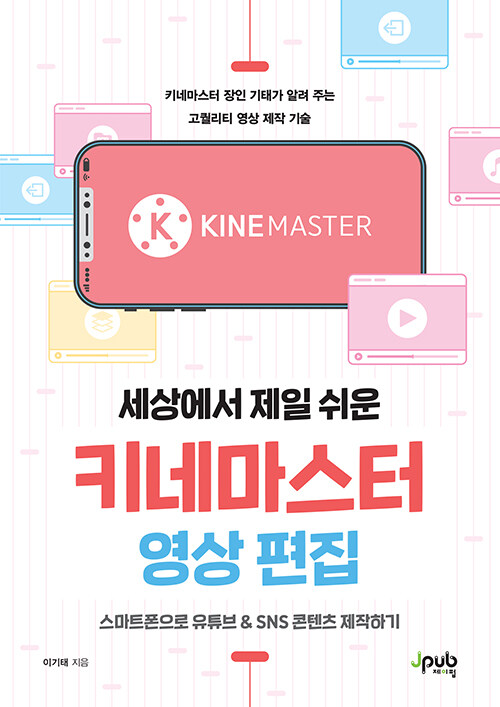 키네마스터 장인 기태가 알려 주는
고퀄리티 영상 제작 기술
K KINEMASTER
세상에서 제일 쉬운
키네마스터
영상 편집
스마트폰으로 유튜브 & SNS 콘텐츠 제작하기
이기태 지음
Jpub
제이펍